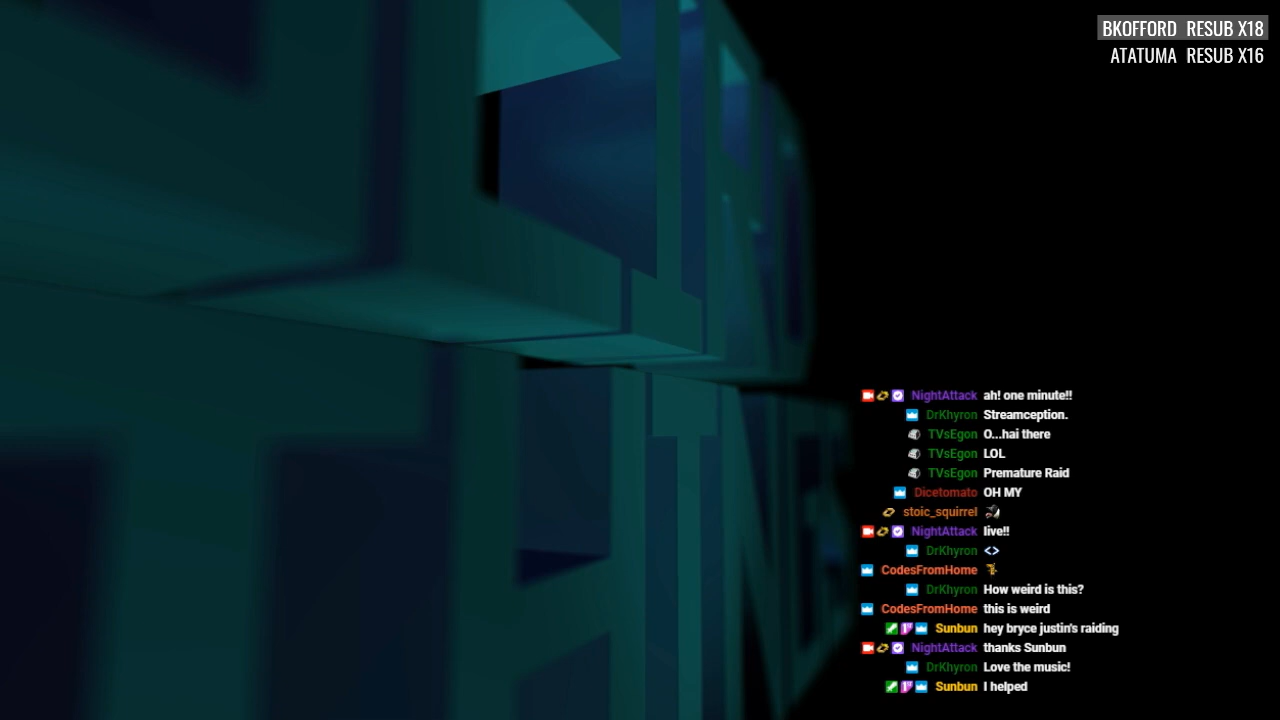 BKOFFORD RESUB X18
ATATUMA RESUB X16
NightAttack ah! one minute!!
DrKhyron Streamception.
TVsEgon O...hai there
TVsEgon LOL
TVsEgon Premature Raid
Dicetomato OH MY
stoic_squirrel
NightAttack live!!
DrKhyron <>
CodesFromHome
DrKhyron How weird is this?
CodesFromHome this is weird
Sunbun hey bryce justin's raiding
NightAttack thanks Sunbun
DrKhyron Love the music!
Sunbun I helped